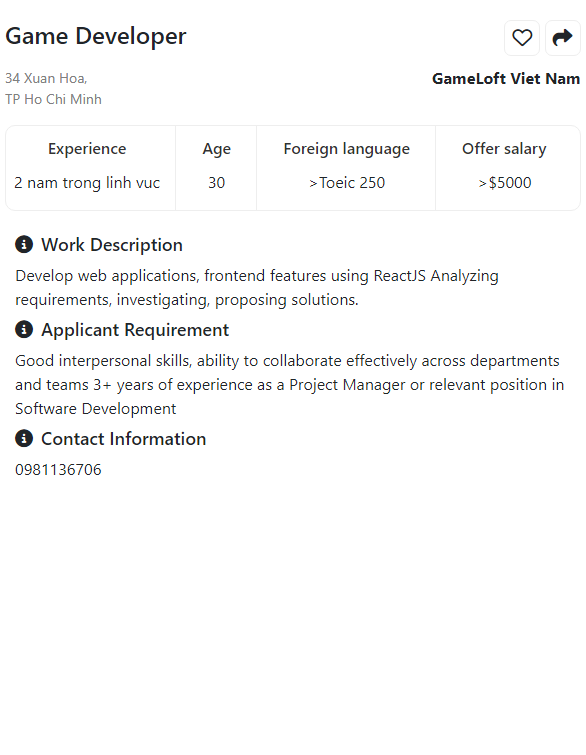 Game Developer
34 Xuan Hoa,
TP Ho Chi Minh
GameLoft Viet Nam
Experience
2 nam trong linh vuc
Age
30
Foreign language
>Toeic 250
Offer salary
>$5000
Work Description
Develop web applications, frontend features using ReactJS Analyzing
requirements, investigating, proposing solutions.
Applicant Requirement
Good interpersonal skills, ability to collaborate effectively across departments
and teams 3+ years of experience as a Project Manager or relevant position in
Software Development
Contact Information
0981136706